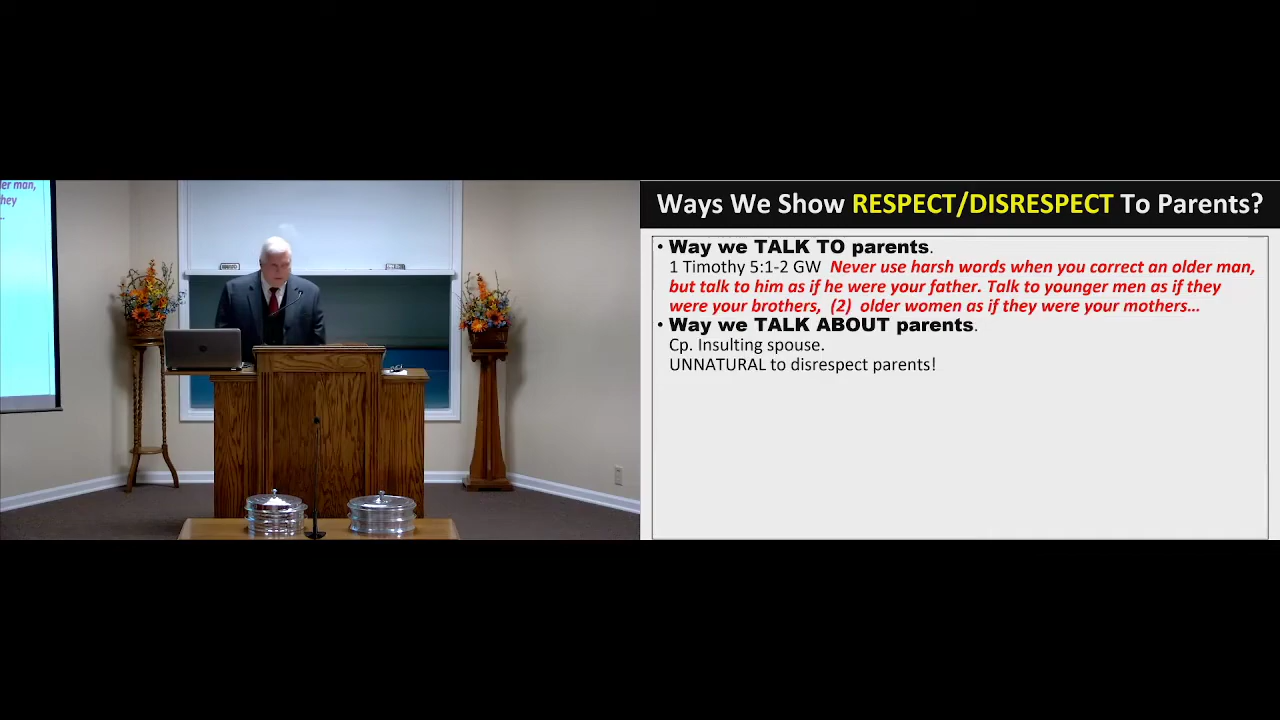 der man,
hey
..
Ways We Show RESPECT/DISRESPECT To Parents?
• Way we TALK TO parents.
1 Timothy 5:1-2 GW Never use harsh words when you correct an older man,
but talk to him as if he were your father. Talk to younger men as if they
were your brothers, (2) older women as if they were your mothers…
• Way we TALK ABOUT parents.
Cp. Insulting spouse.
UNNATURAL to disrespect parents!